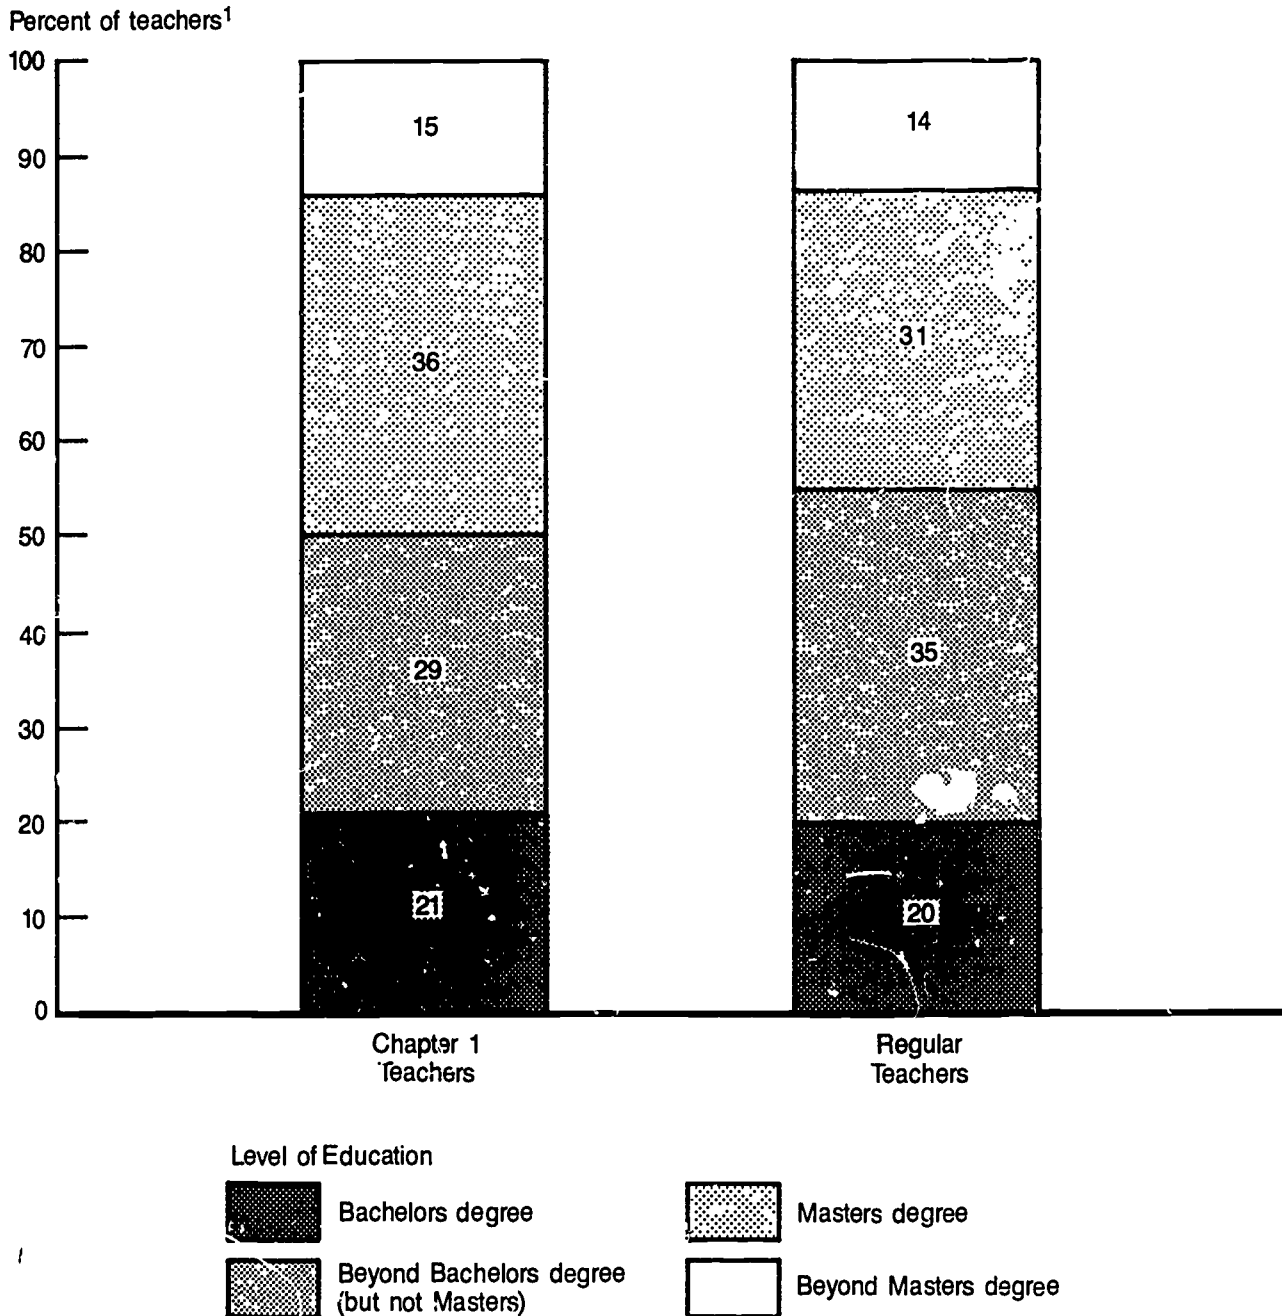 Percent of teachers1
100
90
80
70
60
50
40
30
20
10
0
15
36
29
21
14
31
35
20
Chapter 1
Teachers
Regular
Teachers
Level of Education
Bachelors degree
Beyond Bachelors degree
(but not Masters)
Masters degree
Beyond Masters degree